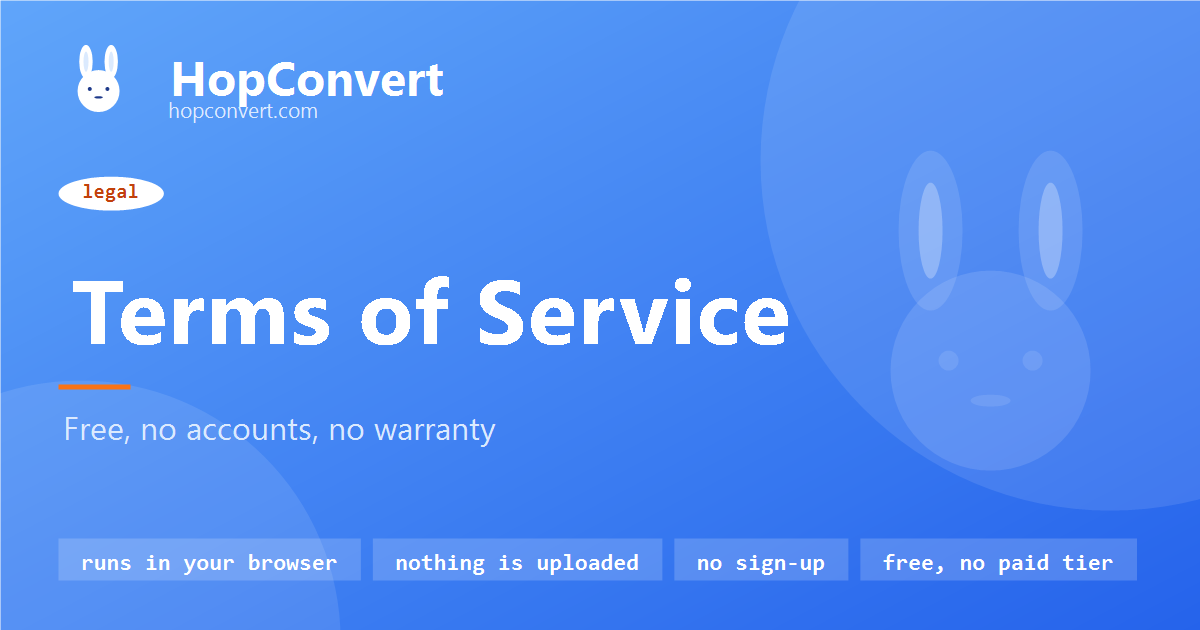 HopConvert
hopconvert.com
legal
Terms of Service
Free, no accounts, no warranty
runs in your browser
nothing is uploaded
no sign-up
free, no paid tier